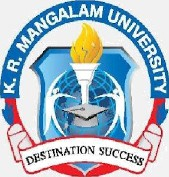 K. R. MANGALAM UNIVERSITY
DESTINATION SUCCESS